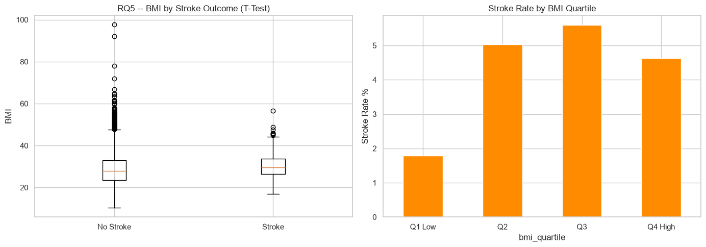 RQ5 -- BMI by Stroke Outcome (T-Test)
100
80
60
40
20
BMI
No Stroke
Stroke
Stroke Rate by BMI Quartile
5
4
3
2
1
0
Stroke Rate %
Q1 Low
Q2
Q3
Q4 High
bmi_quartile